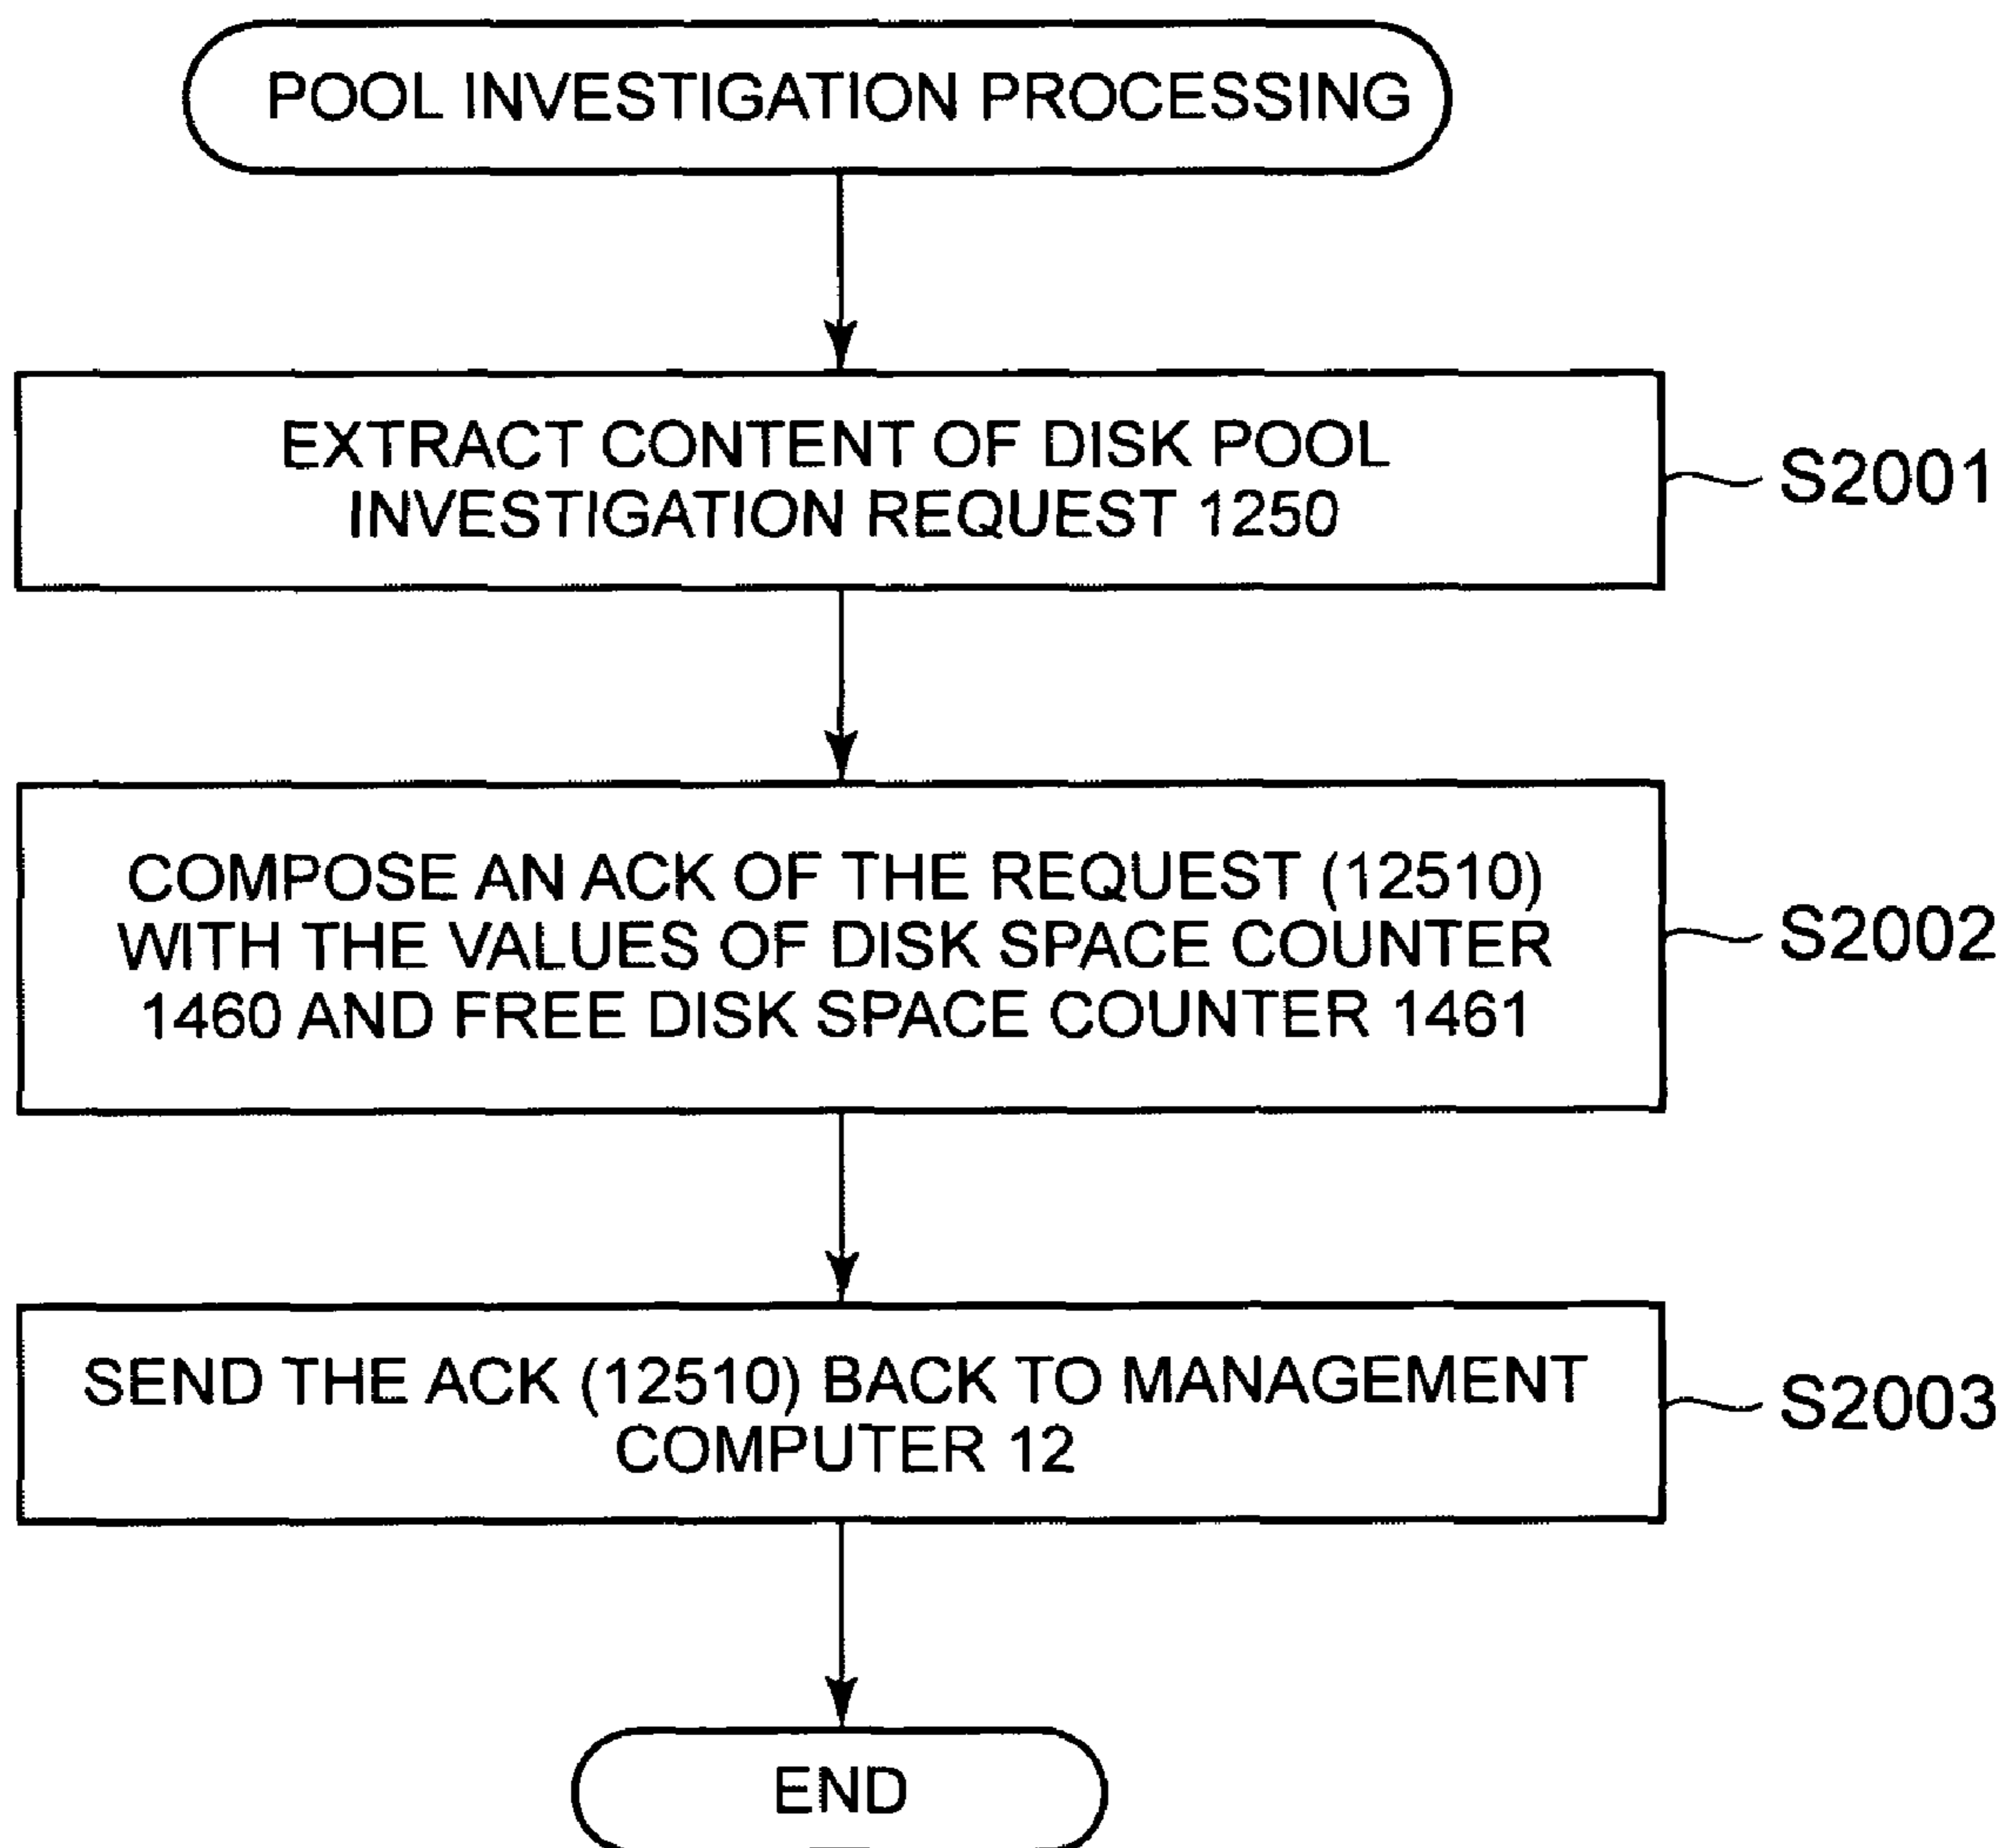 POOL INVESTIGATION PROCESSING
EXTRACT CONTENT OF DISK POOL
INVESTIGATION REQUEST 1250
S2001
COMPOSE AN ACK OF THE REQUEST (12510)
WITH THE VALUES OF DISK SPACE COUNTER
1460 AND FREE DISK SPACE COUNTER 1461
S2002
SEND THE ACK (12510) BACK TO MANAGEMENT
COMPUTER 12
S2003
END